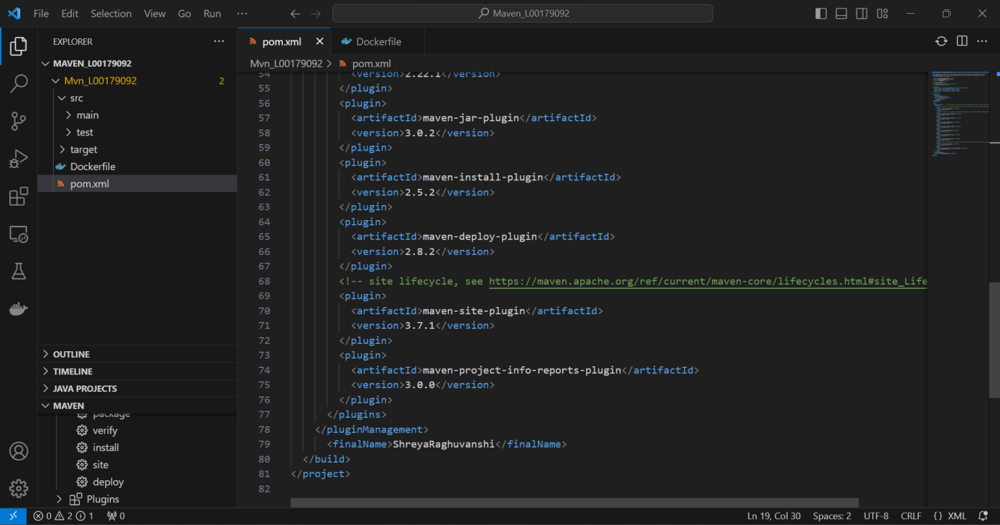 File Edit Selection View Go Run ···
Maven_L00179092
EXPLORER ···
MAVEN_L00179092
Mvn_L00179092 2
src
main
test
target
Dockerfile
pom.xml
OUTLINE
TIMELINE
JAVA PROJECTS
MAVEN
package
verify
install
site
deploy
Plugins
pom.xml Dockerfile
Mvn_L00179092 > pom.xml
54 <version>2.22.1</version>
55 </plugin>
56 <plugin>
57 <artifactId>maven-jar-plugin</artifactId>
58 <version>3.0.2</version>
59 </plugin>
60 <plugin>
61 <artifactId>maven-install-plugin</artifactId>
62 <version>2.5.2</version>
63 </plugin>
64 <plugin>
65 <artifactId>maven-deploy-plugin</artifactId>
66 <version>2.8.2</version>
67 </plugin>
68 <!-- site lifecycle, see https://maven.apache.org/ref/current/maven-core/lifecycles.html#site_Life
69 <plugin>
70 <artifactId>maven-site-plugin</artifactId>
71 <version>3.7.1</version>
72 </plugin>
73 <plugin>
74 <artifactId>maven-project-info-reports-plugin</artifactId>
75 <version>3.0.0</version>
76 </plugin>
77 </plugins>
78 </pluginManagement>
79 <finalName>ShreyaRaghuvanshi</finalName>
80 </build>
81 </project>
82
0 2 1 0 Ln 19, Col 30 Spaces: 2 UTF-8 CRLF {} XML